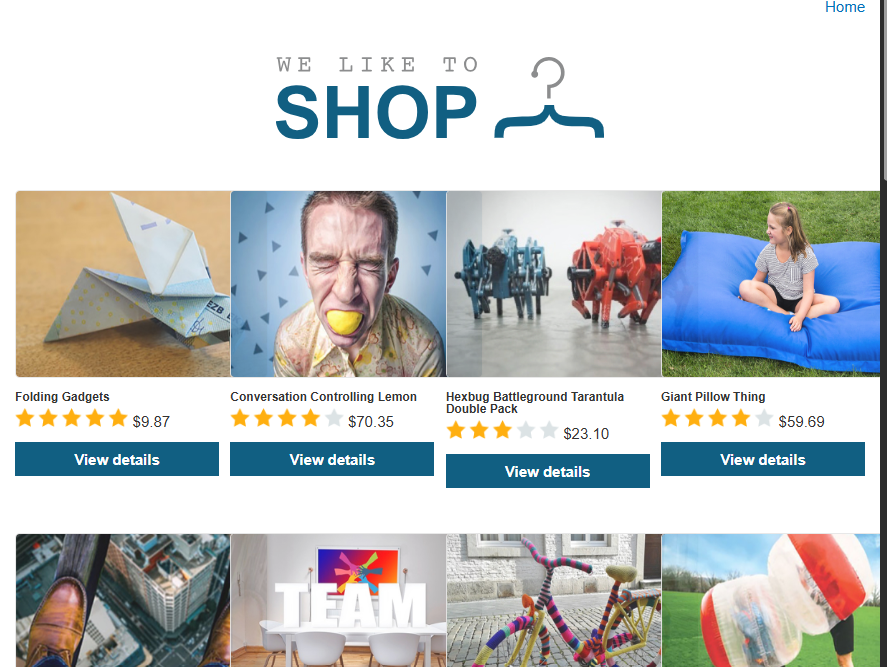 Home
WE LIKE TO
SHOP
EZB
Folding Gadgets
$9.87
View details
Conversation Controlling Lemon
$70.35
View details
Hexbug Battleground Tarantula
Double Pack
$23.10
View details
Giant Pillow Thing
$59.69
View details
TEAM